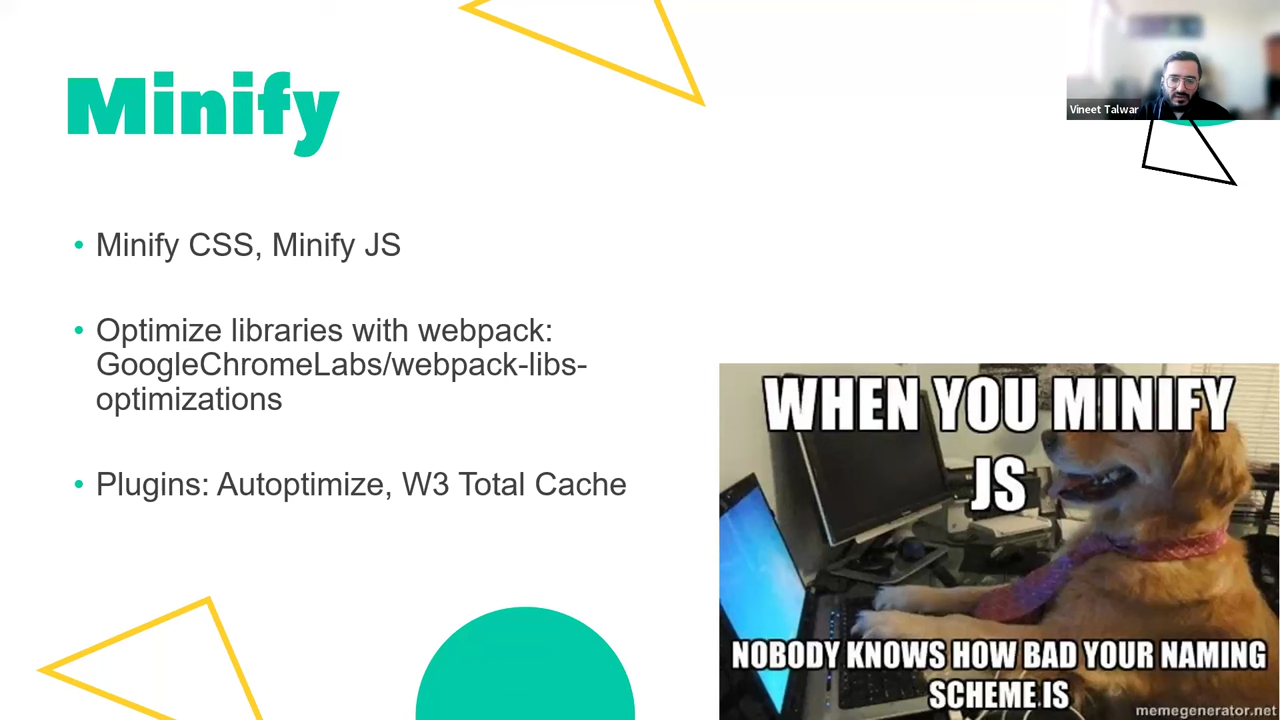 Minify
Vineet Talwar
• Minify CSS, Minify JS
• Optimize libraries with webpack:
GoogleChromeLabs/webpack-libs-
optimizations
• Plugins: Autoptimize, W3 Total Cache
WHEN YOU MINIFY
JS
NOBODY KNOWS HOW BAD YOUR NAMING
SCHEME IS
memegenerator.net